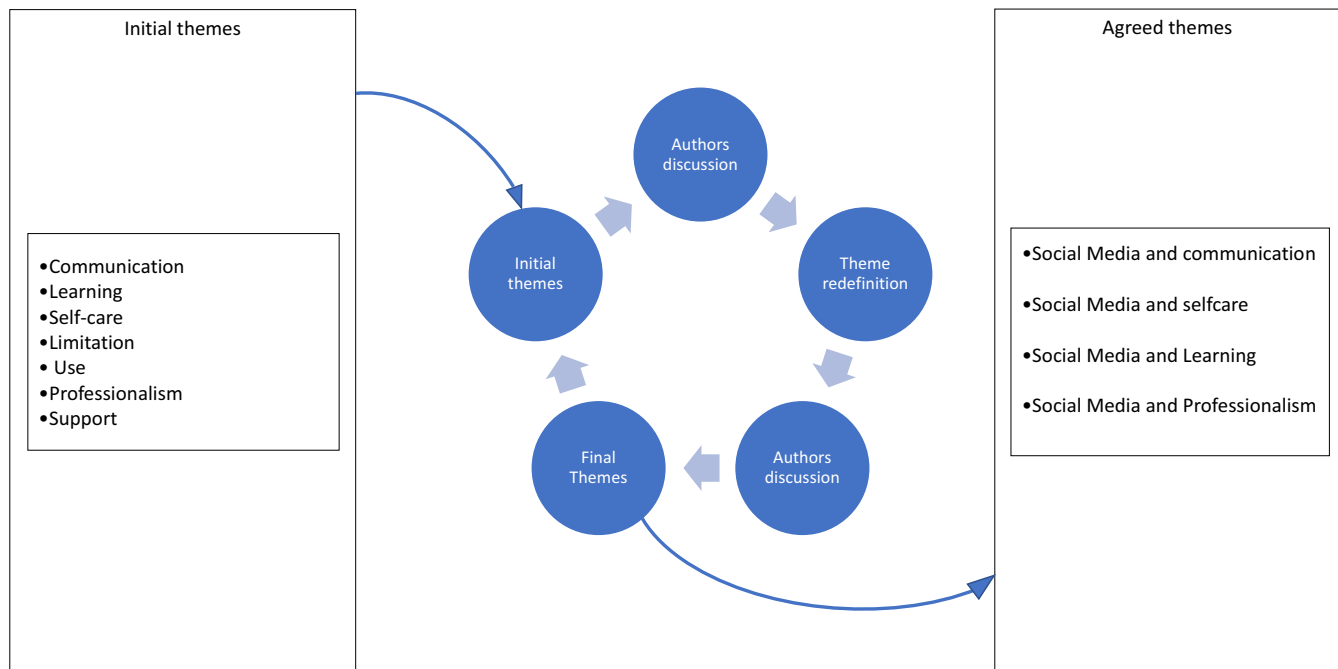 Initial themes
•Communication
•Learning
•Self-care
•Limitation
• Use
•Professionalism
•Support
Authors
discussion
Initial
themes
Theme
redefinition
Final
Themes
Authors
discussion
Agreed themes
•Social Media and communication
•Social Media and selfcare
•Social Media and Learning
•Social Media and Professionalism